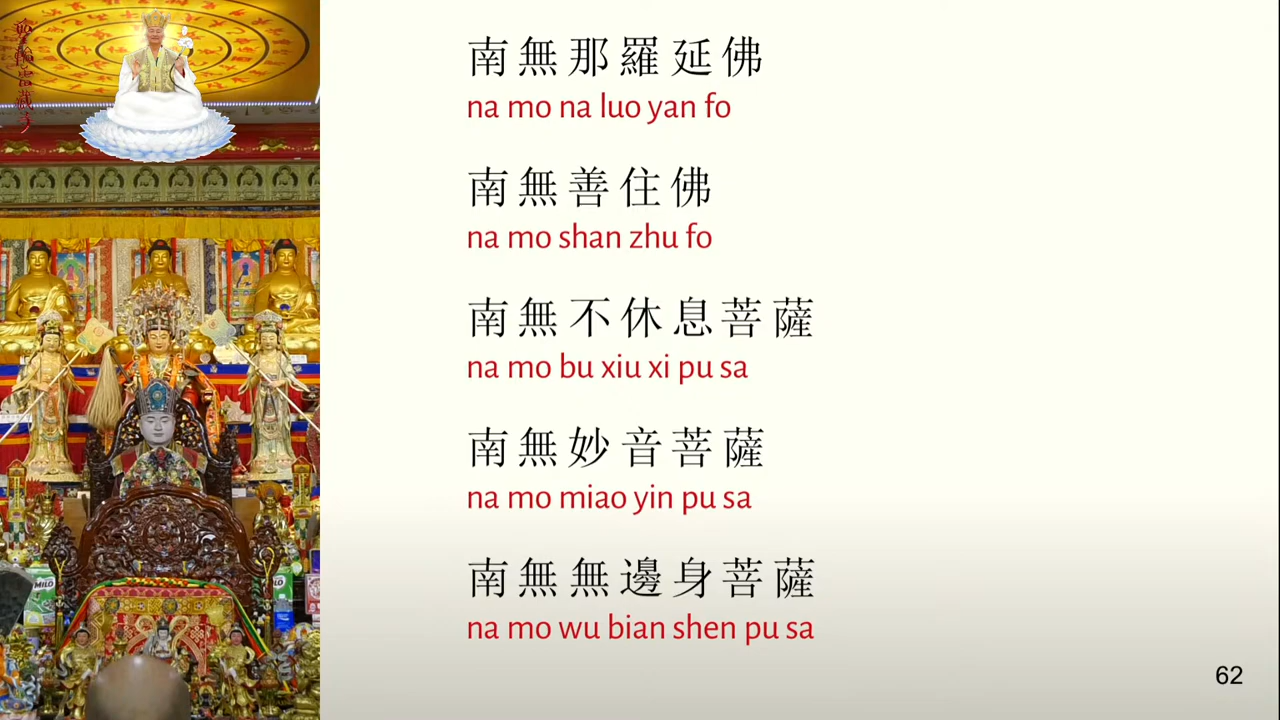 南無那羅延佛
na mo na luo yan fo
南無善住佛
na mo shan zhu fo
南無不休息菩薩
na mo bu xiu xi pu sa
南無妙音菩薩
na mo miao yin pu sa
南無無邊身菩薩
na mo wu bian shen pu sa
62
MILO